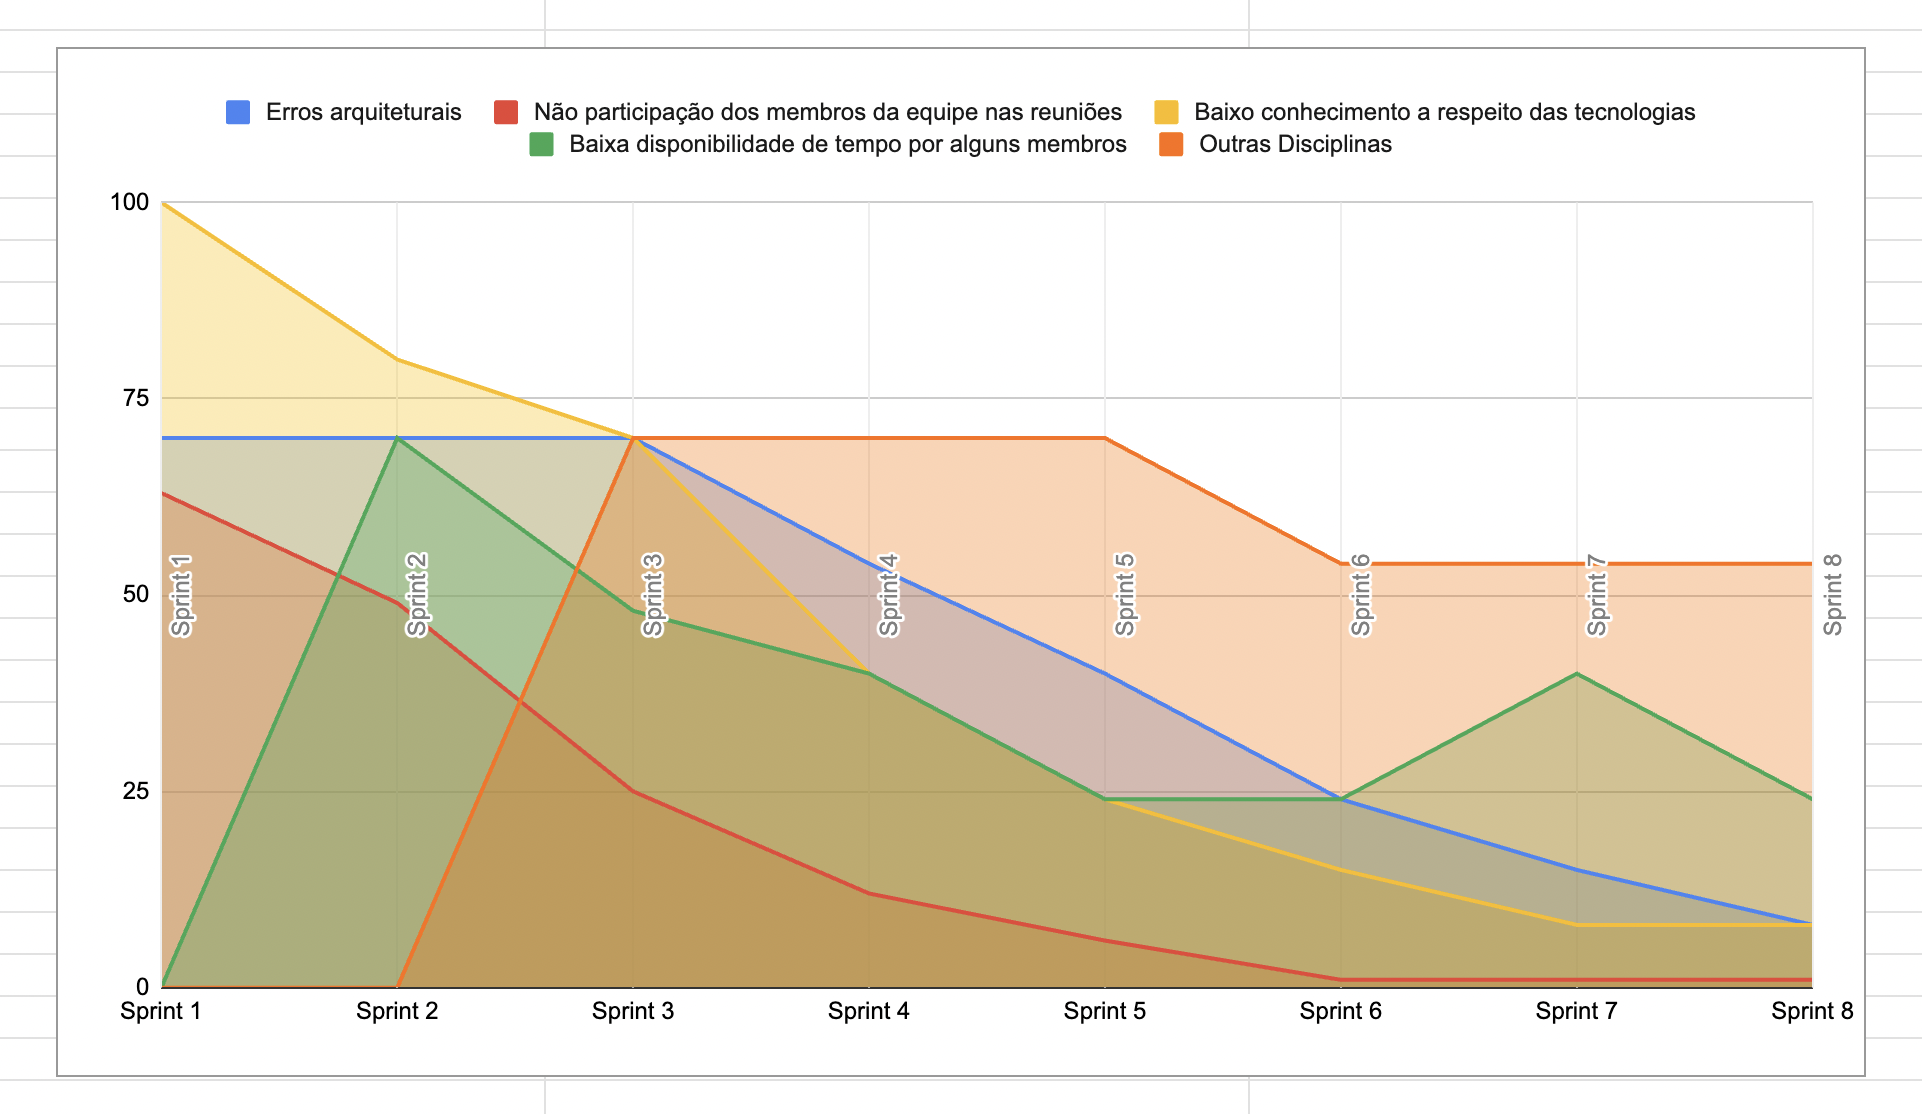 Erros arquiteturais Não participação dos membros da equipe nas reuniões Baixo conhecimento a respeito das tecnologias
Baixa disponibilidade de tempo por alguns membros Outras Disciplinas
100
75
50
25
0
Sprint 1 Sprint 2 Sprint 3 Sprint 4 Sprint 5 Sprint 6 Sprint 7 Sprint 8
Sprint 1 Sprint 2 Sprint 3 Sprint 4 Sprint 5 Sprint 6 Sprint 7 Sprint 8